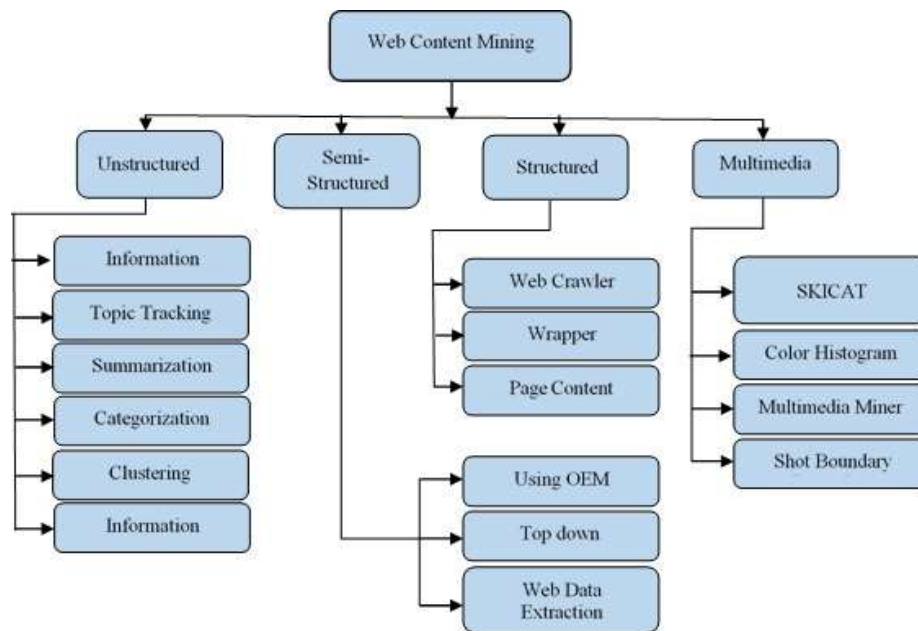 Web Content Mining
Unstructured
Semi-
Structured
Structured
Multimedia
Information
Topic Tracking
Summarization
Categorization
Clustering
Information
Web Crawler
Wrapper
Page Content
Using OEM
Top down
Web Data
Extraction
SKICAT
Color Histogram
Multimedia Miner
Shot Boundary